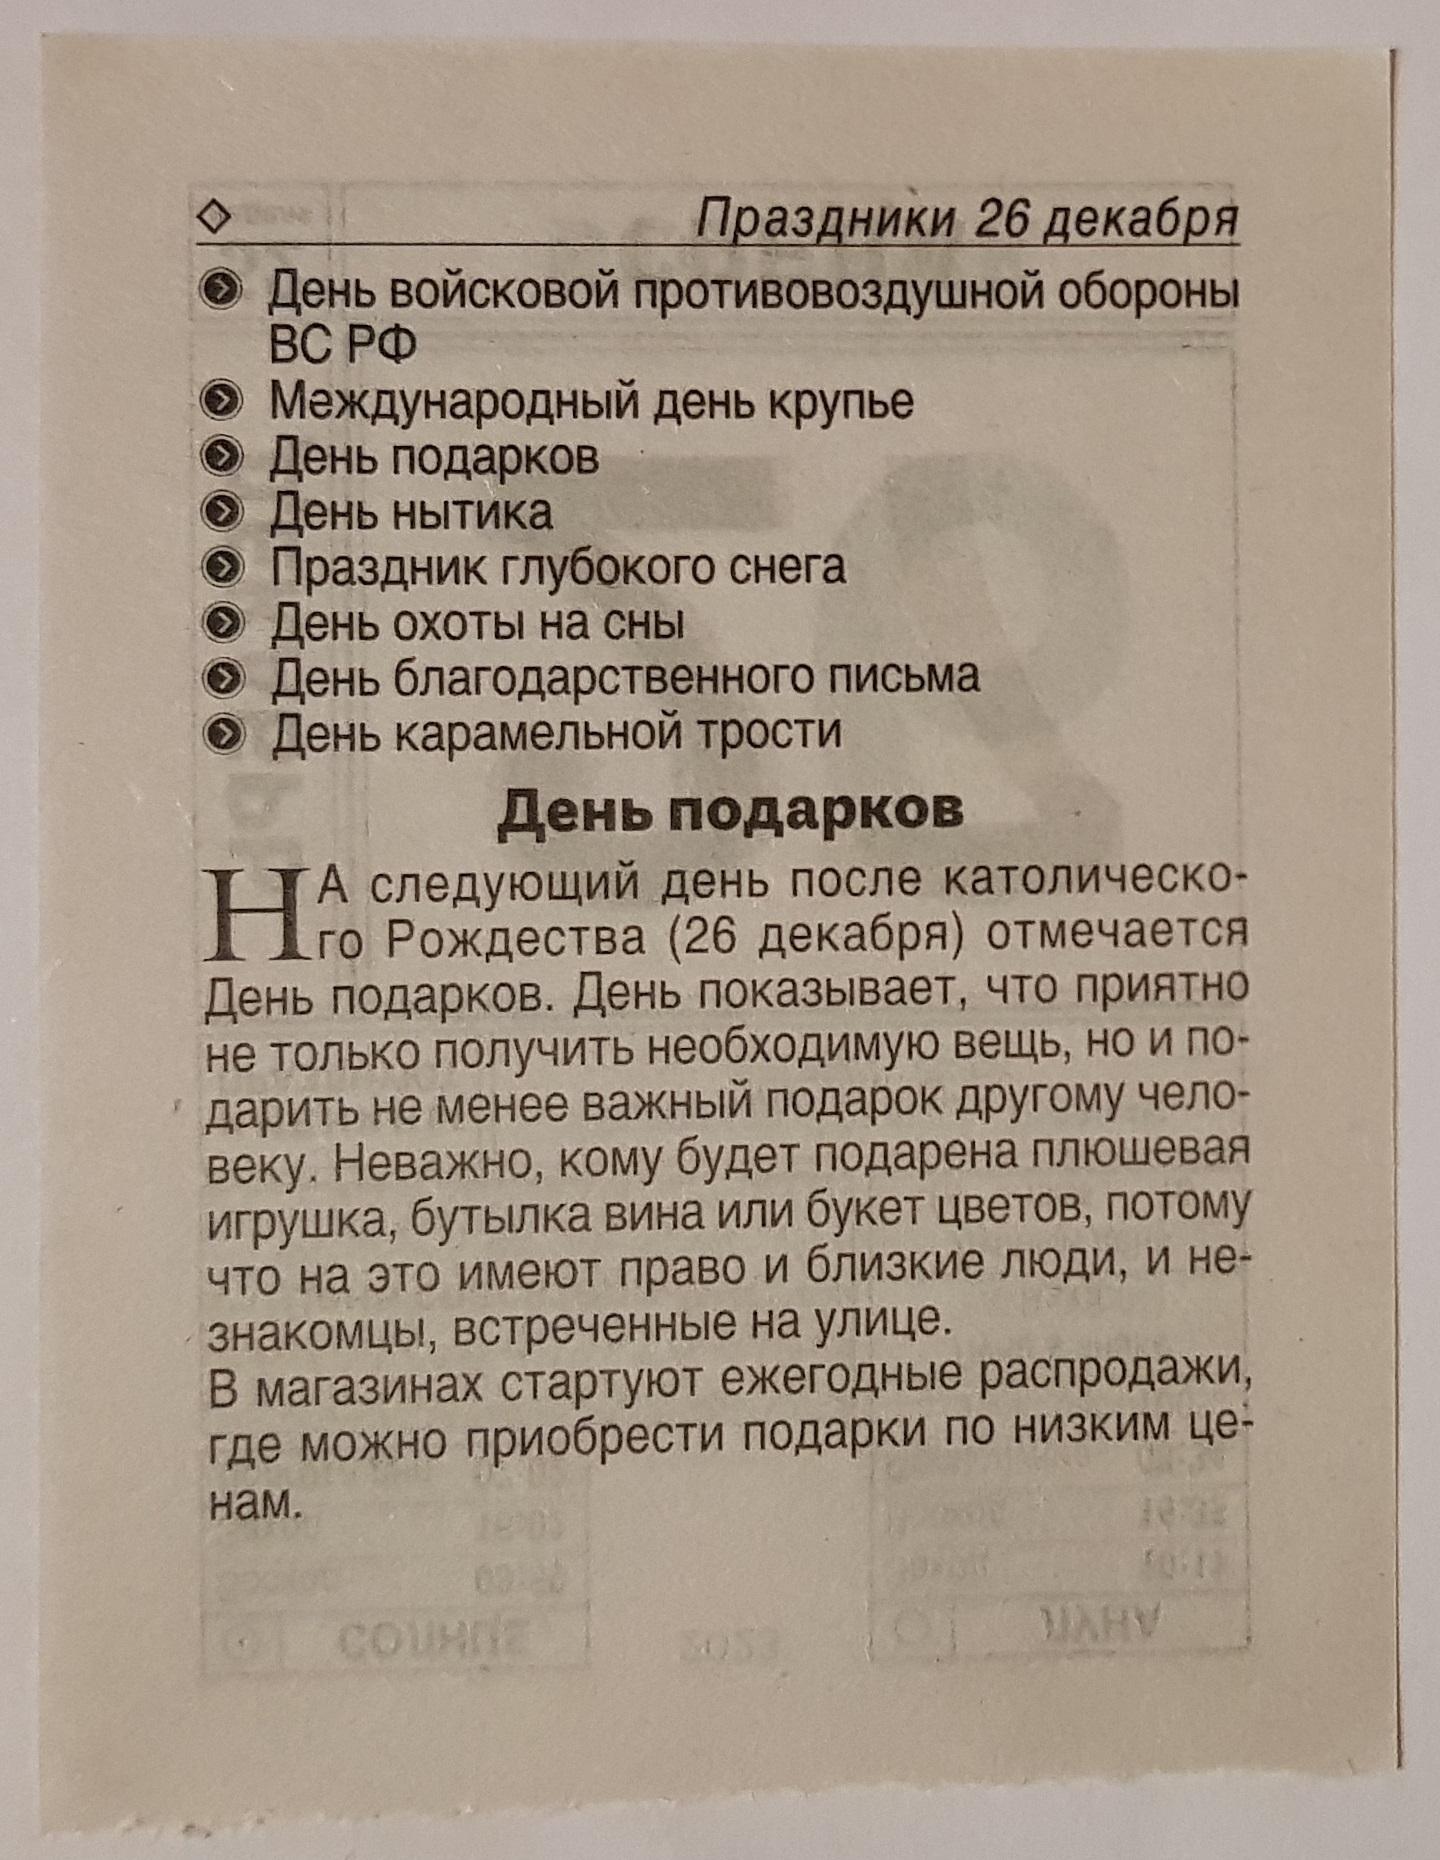 Праздники 26 декабря
День войсковой противовоздушной обороны
ВС РФ
Международный день крупье
День подарков
День нытика
Праздник глубокого снега
День охоты на сны
День благодарственного письма
День карамельной трости
День подарков
НА следующий день после католическо-
го Рождества (26 декабря) отмечается
День подарков. День показывает, что приятно
не только получить необходимую вещь, но и по-
дарить не менее важный подарок другому чело-
веку. Неважно, кому будет подарена плюшевая
игрушка, бутылка вина или букет цветов, потому
что на это имеют право и близкие люди, и не-
знакомцы, встреченные на улице.
В магазинах стартуют ежегодные распродажи,
где можно приобрести подарки по низким це-
нам.
СОЛНЦЕ 2023 ЛУНА